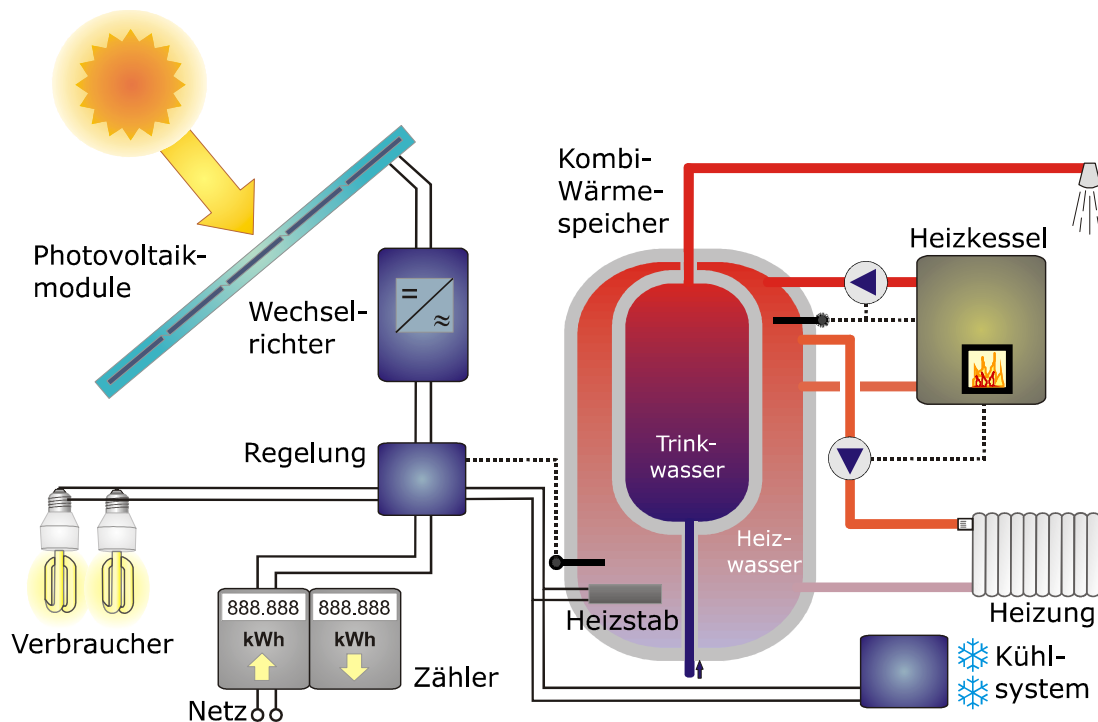 Photovoltaik-
module
Wechsel-
richter
=
≈
Regelung
Verbraucher
888.888
kWh
888.888
kWh
Zähler
Netz
Kombi-
Wärme-
speicher
Trink-
wasser
Heiz-
wasser
Heizstab
Heizkessel
Heizung
Kühl-
system